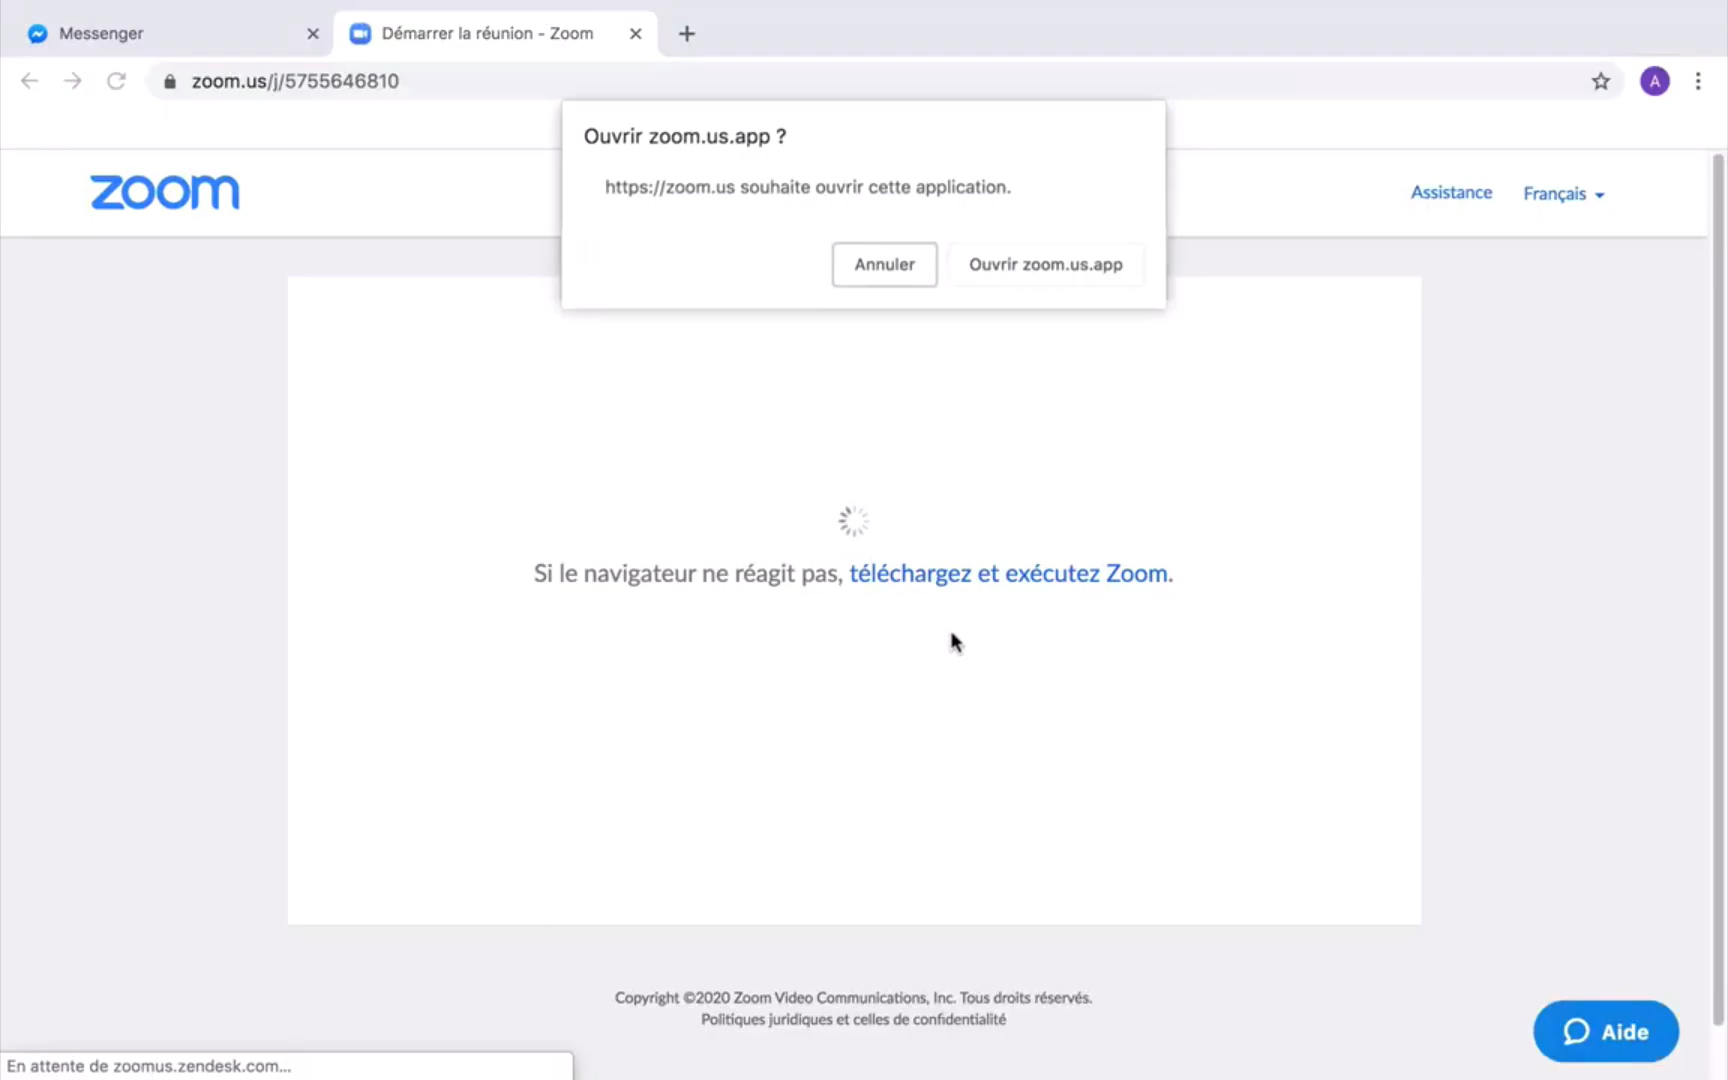 Messenger
Démarrer la réunion - Zoom
zoom.us/j/5755646810
A
Ouvrir zoom.us.app ?
https://zoom.us souhaite ouvrir cette application.
Annuler
Ouvrir zoom.us.app
zoom
Assistance
Français
Si le navigateur ne réagit pas, téléchargez et exécutez Zoom.
Copyright ©2020 Zoom Video Communications, Inc. Tous droits réservés.
Politiques juridiques et celles de confidentialité
Aide
En attente de zoomus.zendesk.com...